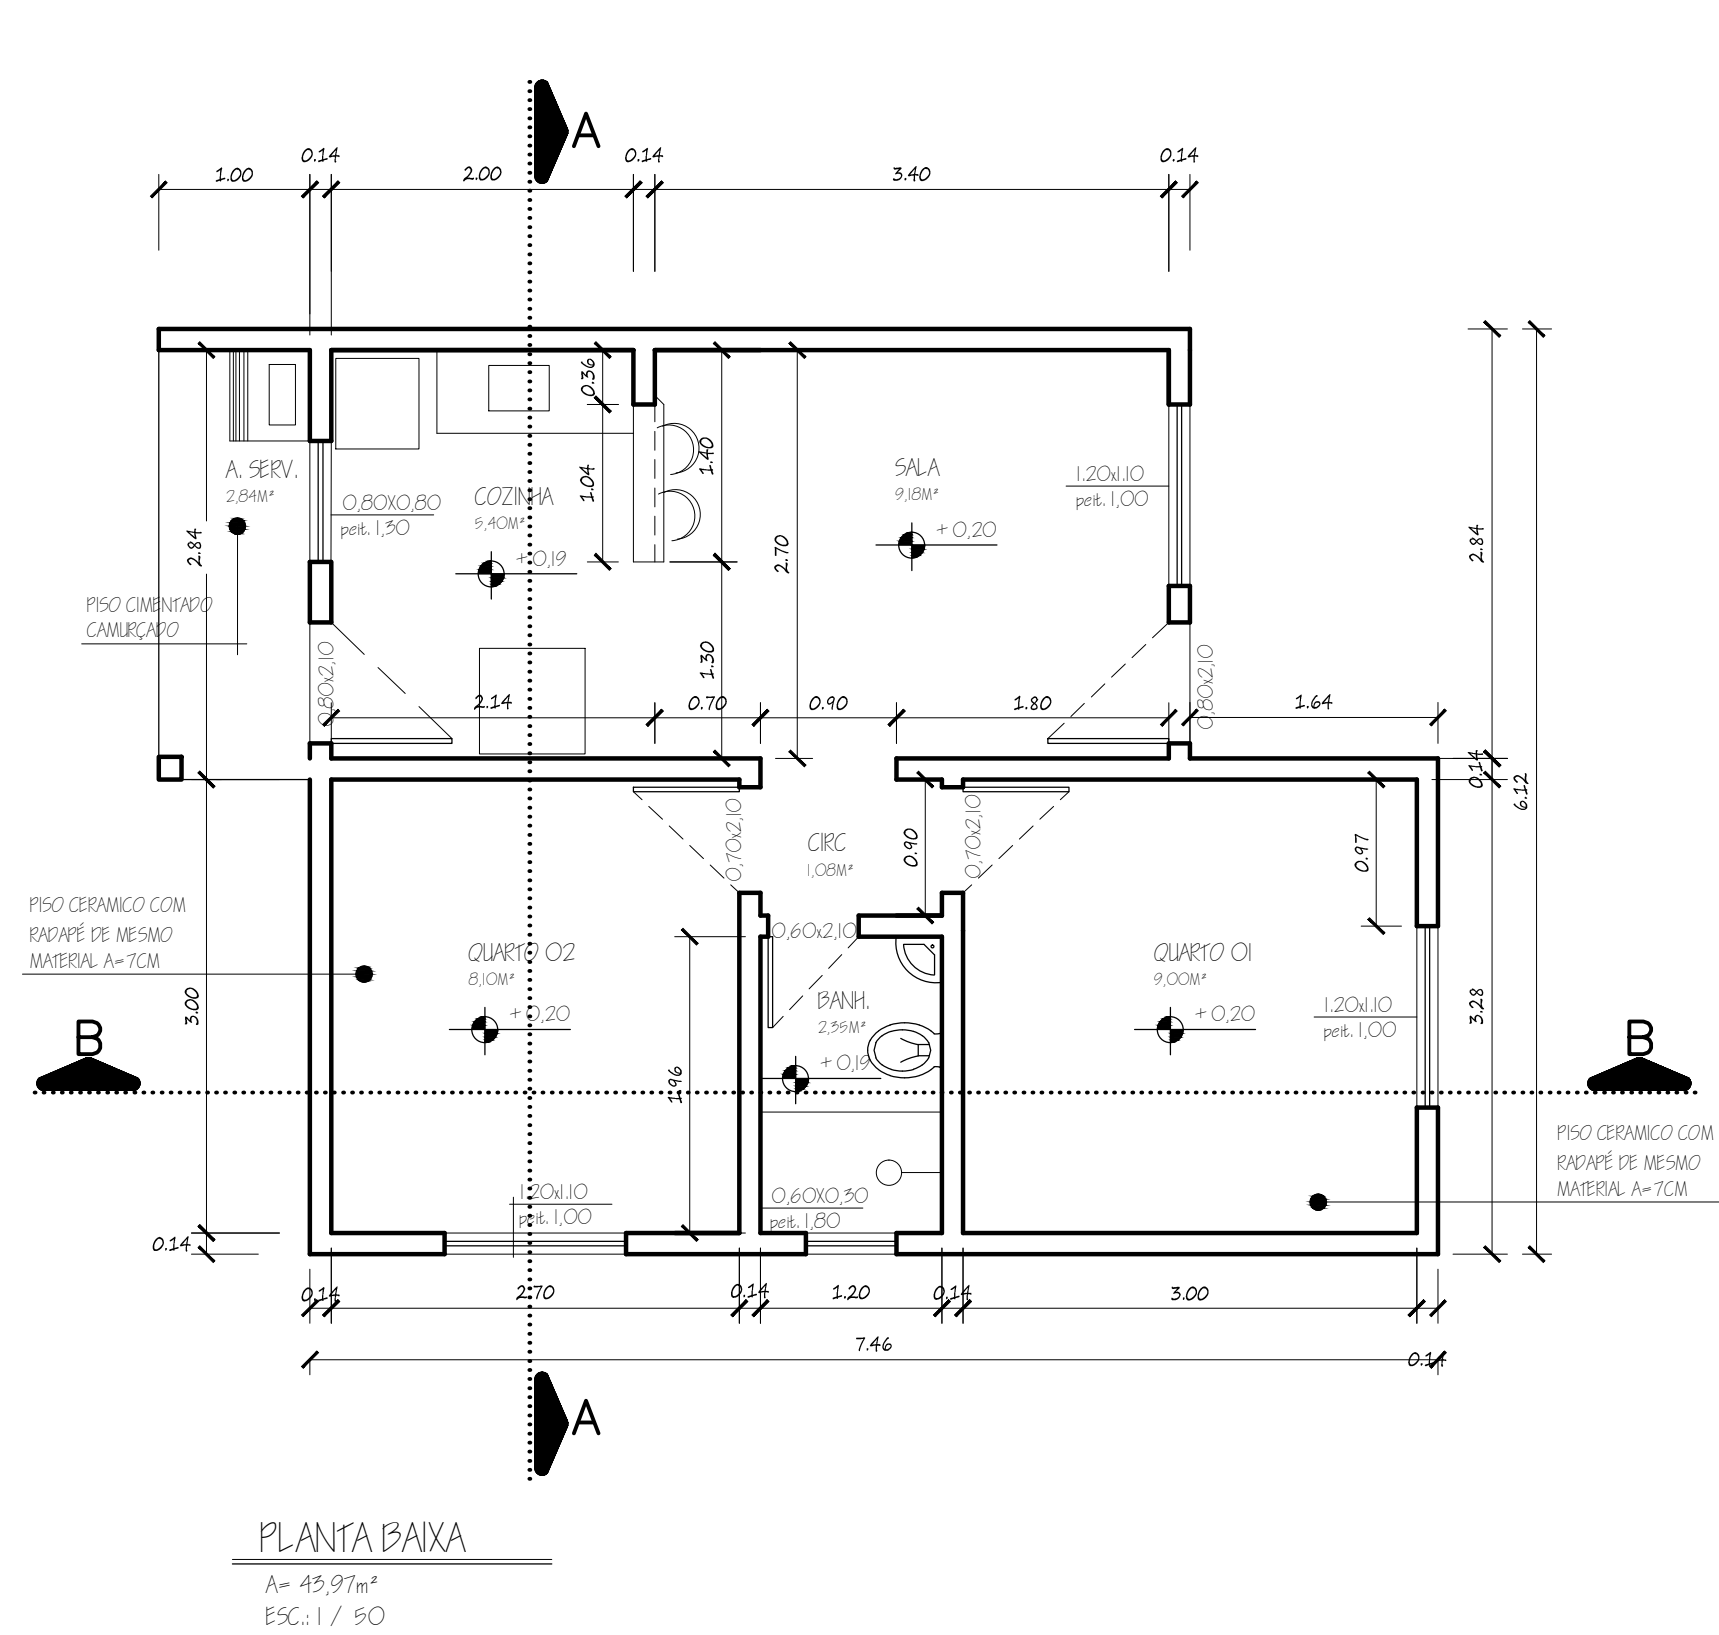 A
0.14
0.14
0.14
1.00
2.00
3.40
0.36
1.40
1.04
A. SERV.
2,84M²
0,80X0,80
peit. 1,30
COZINHA
5,40M²
+0,19
SALA
9,18M²
+0,20
1.20x1.10
peit. 1,00
2.84
2.70
2.84
PISO CIMENTADO
CAMURÇADO
0,80x2,10
1.30
0,80x2,10
2.14
0.70
0.90
1.80
1.64
0.14
6.12
0,70x2,10
CIRC
1,08M²
0.90
0,70x2,10
0.97
PISO CERAMICO COM
RADAPÉ DE MESMO
MATERIAL A=7CM
0,60x2,10
QUARTO 02
8,10M²
+0,20
QUARTO 01
9,00M²
+0,20
BANH.
2,35M²
+0,19
1.20x1.10
peit. 1,00
3.00
3.28
B
B
1.96
PISO CERAMICO COM
RADAPÉ DE MESMO
MATERIAL A=7CM
1.20x1.10
peit. 1,00
0,60X0,30
peit. 1,80
0.14
0.14
2.70
0.14
1.20
0.14
3.00
7.46
0.14
A
PLANTA BAIXA
A= 43,97m²
ESC.: 1 / 50